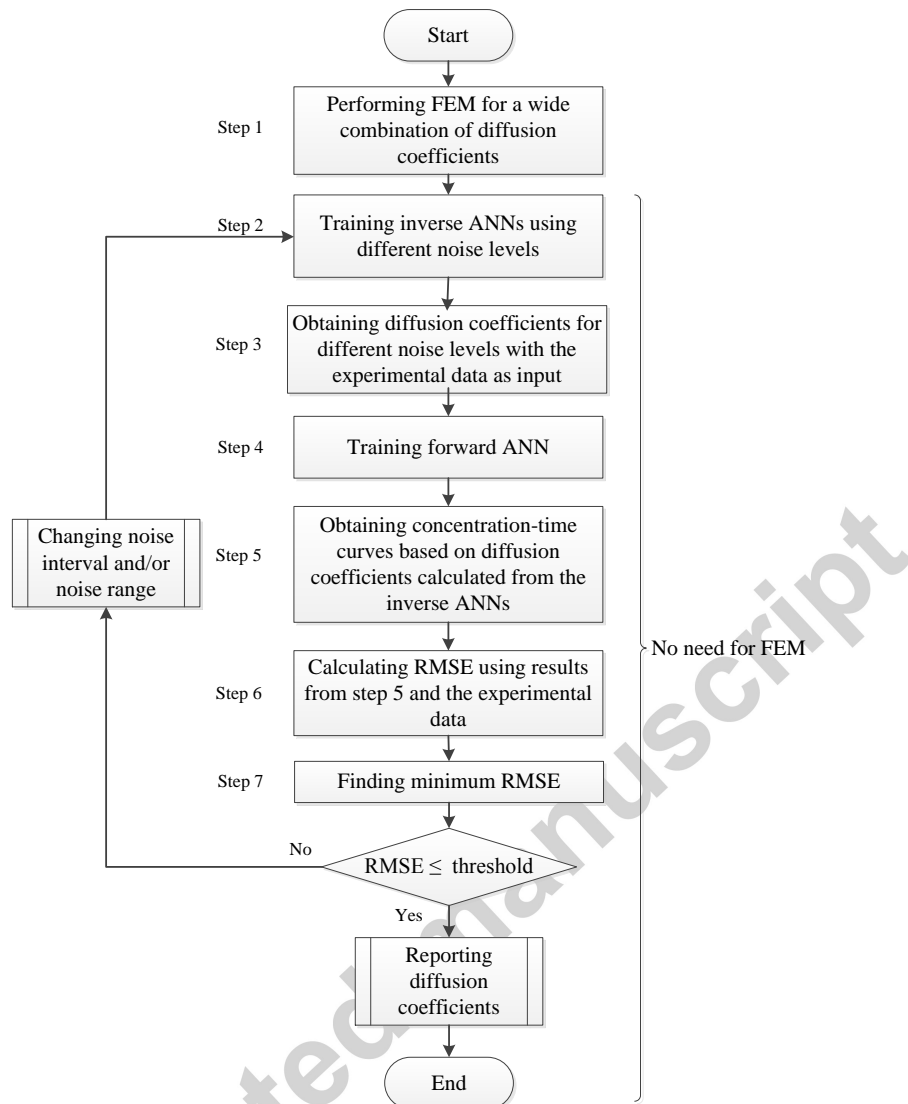 Start
Step 1
Performing FEM for a wide
combination of diffusion
coefficients
Step 2
Training inverse ANNs using
different noise levels
Step 3
Obtaining diffusion coefficients for
different noise levels with the
experimental data as input
Step 4
Training forward ANN
Changing noise
interval and/or
noise range
Step 5
Obtaining concentration-time
curves based on diffusion
coefficients calculated from the
inverse ANNs
No need for FEM
Step 6
Calculating RMSE using results
from step 5 and the experimental
data
Step 7
Finding minimum RMSE
No
RMSE ≤ threshold
Yes
Reporting
diffusion
coefficients
End
ted manuscript